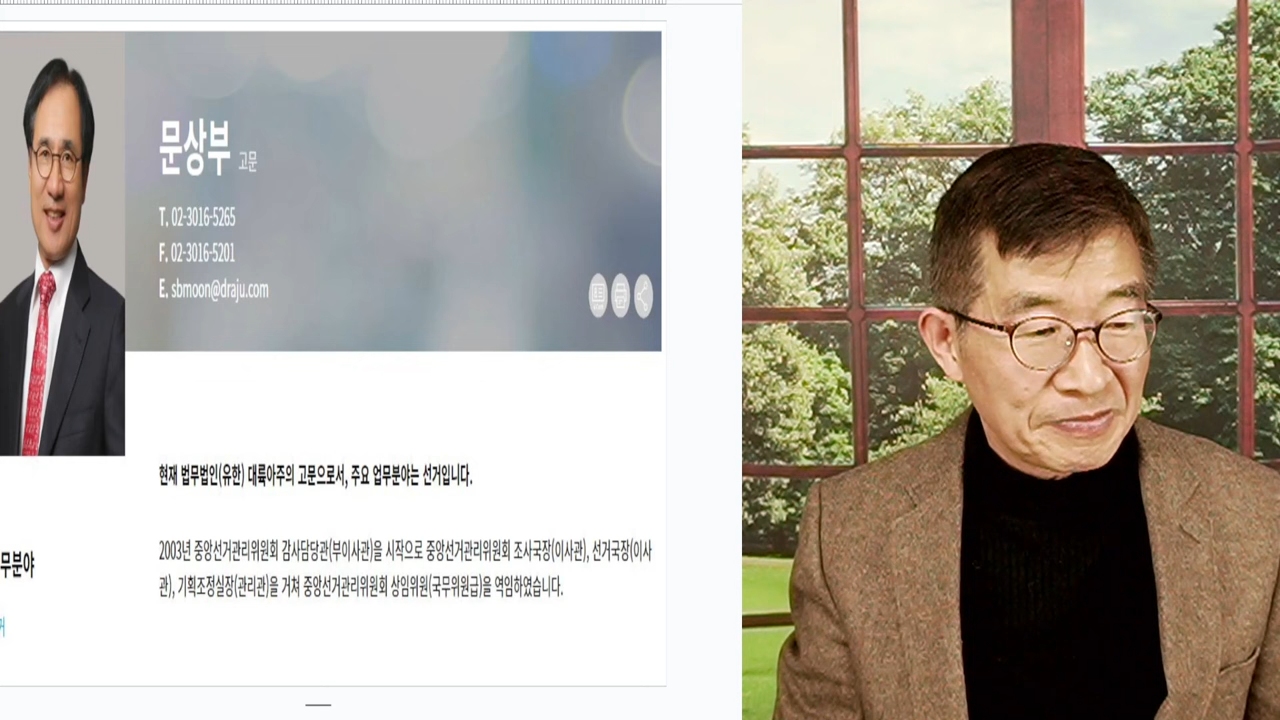 문상부 고문
T. 02-3016-5265
F. 02-3016-5201
E. sbmoon@draju.com
현재 법무법인(유한) 대륙아주의 고문으로서, 주요 업무분야는 선거입니다.
무분야
2003년 중앙선거관리위원회 감사담당관(부이사관)을 시작으로 중앙선거관리위원회 조사국장(이사관), 선거국장(이사
관), 기획조정실장(관리관)을 거쳐 중앙선거관리위원회 상임위원(국무위원급)을 역임하였습니다.